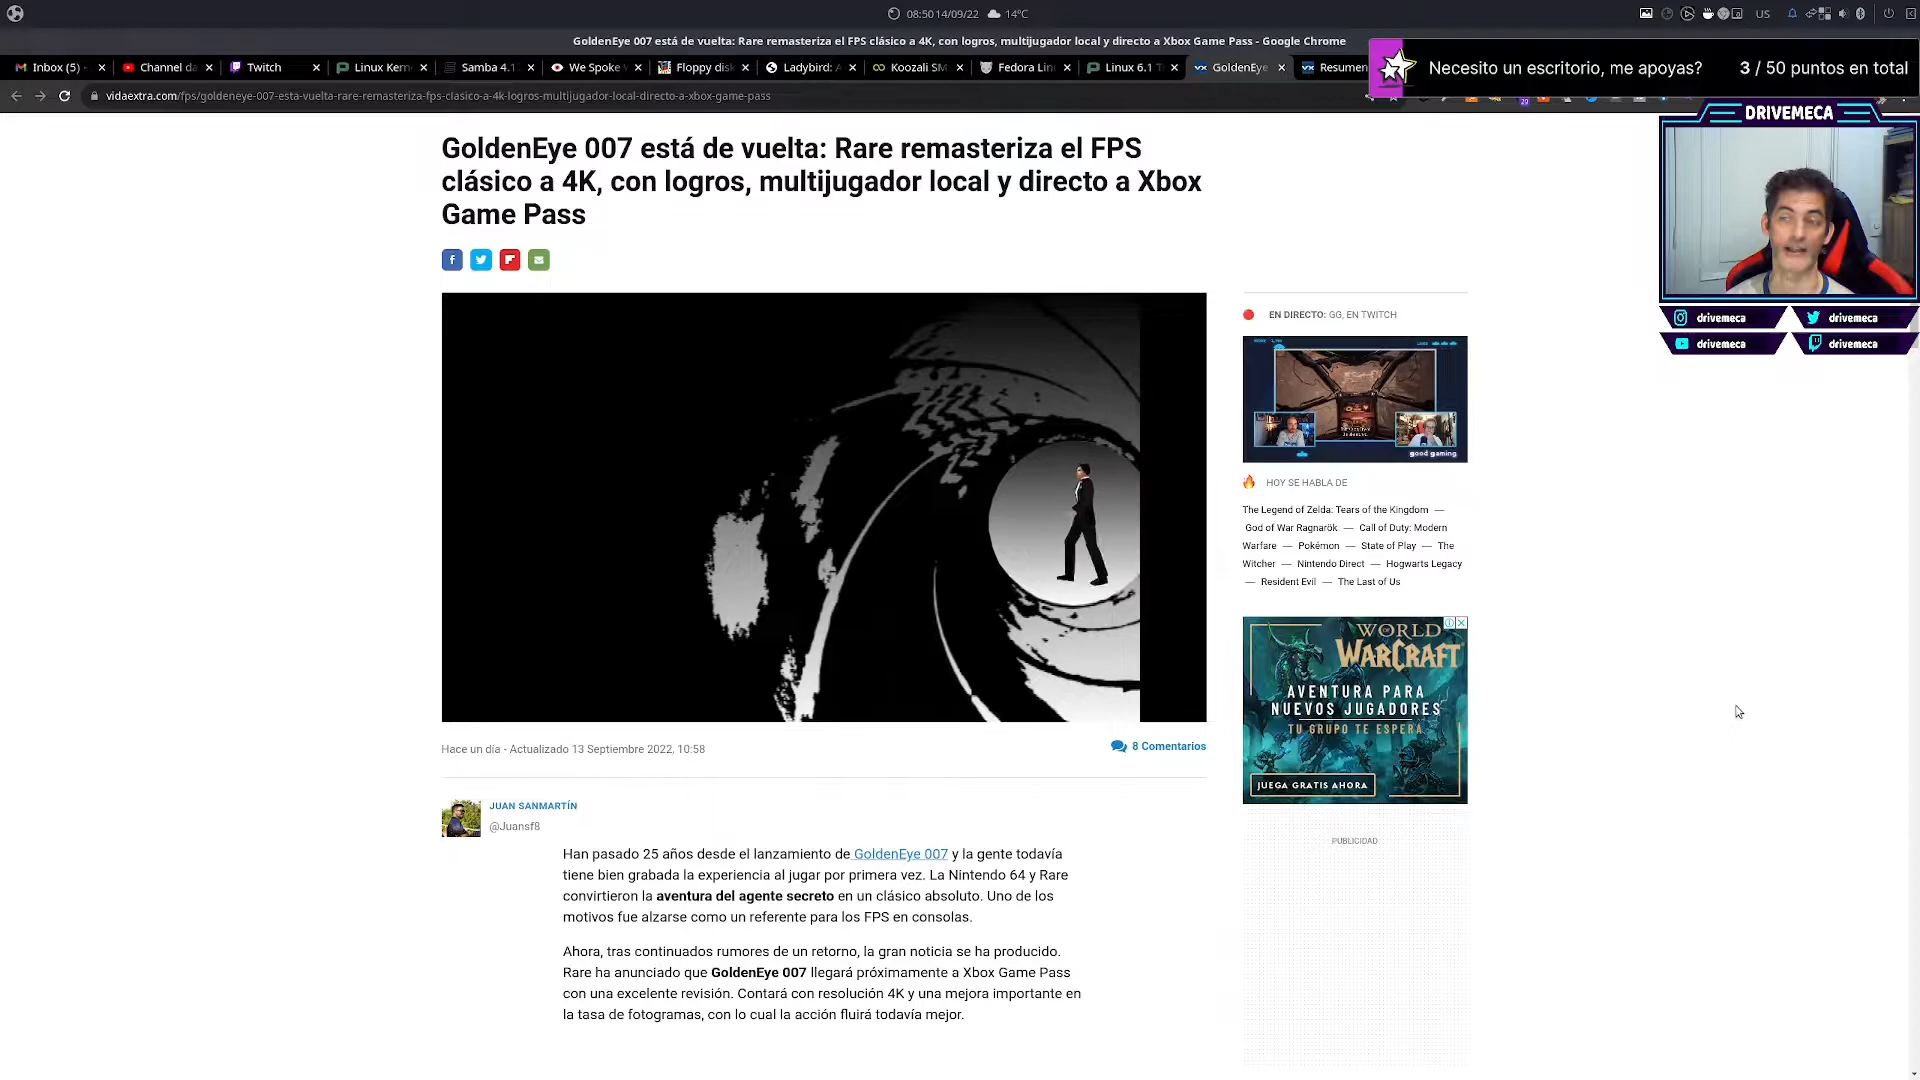 08:50 14/09/22 14°C
US
GoldenEye 007 está de vuelta: Rare remasteriza el FPS clásico a 4K, con logros, multijugador local y directo a Xbox Game Pass - Google Chrome
Inbox (5) -
Channel da
Twitch
Linux Kern
Samba 4.1
We Spoke
Floppy disk
Ladybird: A
Koozali SM
Fedora Lin
Linux 6.1
GoldenEye
Resumen
Necesito un escritorio, me apoyas? 3 / 50 puntos en total
vidaextra.com/fps/goldeneye-007-esta-vuelta-rare-remasteriza-fps-clasico-a-4k-logros-multijugador-local-directo-a-xbox-game-pass
29
DRIVEMECA
drivemeca drivemeca
drivemeca drivemeca
GoldenEye 007 está de vuelta: Rare remasteriza el FPS
clásico a 4K, con logros, multijugador local y directo a Xbox
Game Pass
EN DIRECTO: GG, EN TWITCH
good gaming
HOY SE HABLA DE
The Legend of Zelda: Tears of the Kingdom —
God of War Ragnarök — Call of Duty: Modern
Warfare — Pokémon — State of Play — The
Witcher — Nintendo Direct — Hogwarts Legacy
— Resident Evil — The Last of Us
WORLD
OF
WARCRAFT
AVENTURA PARA
NUEVOS JUGADORES
TU GRUPO TE ESPERA
JUEGA GRATIS AHORA
PUBLICIDAD
Hace un día - Actualizado 13 Septiembre 2022, 10:58
8 Comentarios
JUAN SANMARTÍN
@Juansf8
Han pasado 25 años desde el lanzamiento de GoldenEye 007 y la gente todavía
tiene bien grabada la experiencia al jugar por primera vez. La Nintendo 64 y Rare
convirtieron la aventura del agente secreto en un clásico absoluto. Uno de los
motivos fue alzarse como un referente para los FPS en consolas.
Ahora, tras continuados rumores de un retorno, la gran noticia se ha producido.
Rare ha anunciado que GoldenEye 007 llegará próximamente a Xbox Game Pass
con una excelente revisión. Contará con resolución 4K y una mejora importante en
la tasa de fotogramas, con lo cual la acción fluirá todavía mejor.